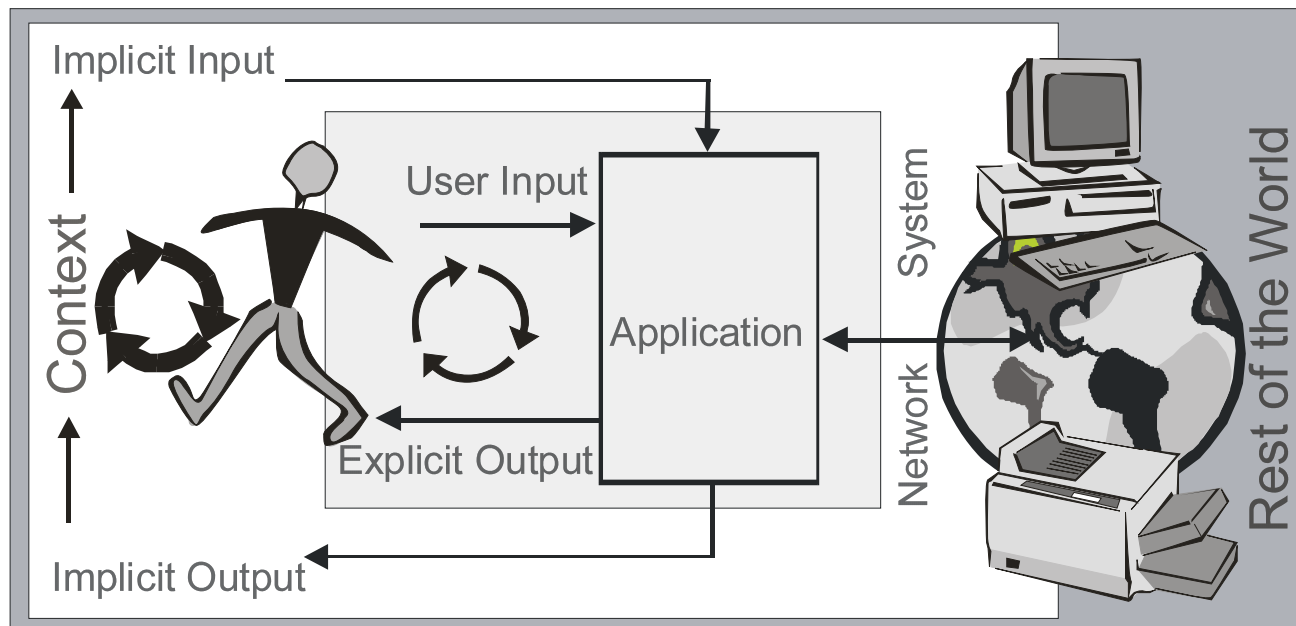 Implicit Input
User Input
Context
Application
System
Network
Rest of the World
Explicit Output
Implicit Output